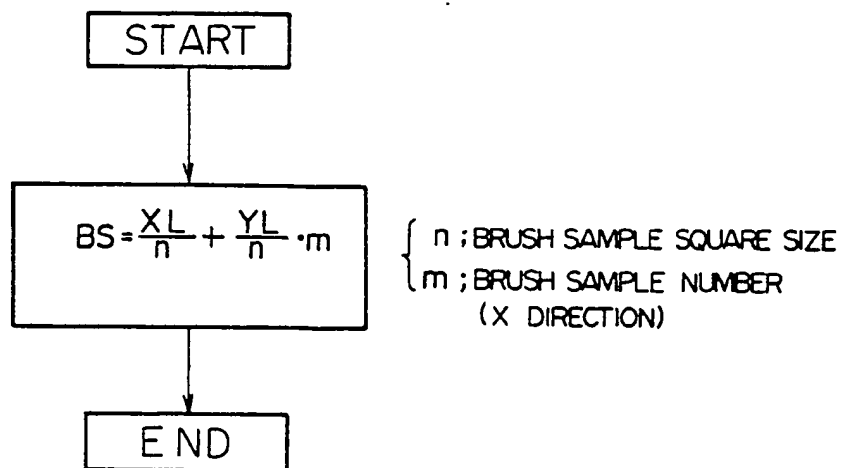 START
BS = XL/n + YL/n · m
n ; BRUSH SAMPLE SQUARE SIZE
m ; BRUSH SAMPLE NUMBER
(X DIRECTION)
END